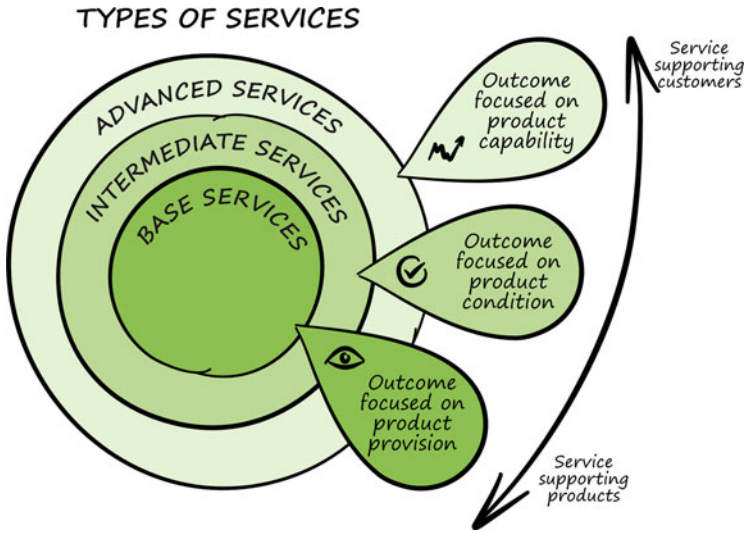 TYPES OF SERVICES
ADVANCED SERVICES
INTERMEDIATE SERVICES
BASE SERVICES
Outcome
focused on
product
capability
Outcome
focused on
product
condition
Outcome
focused on
product
provision
Service
supporting
customers
Service
supporting
products